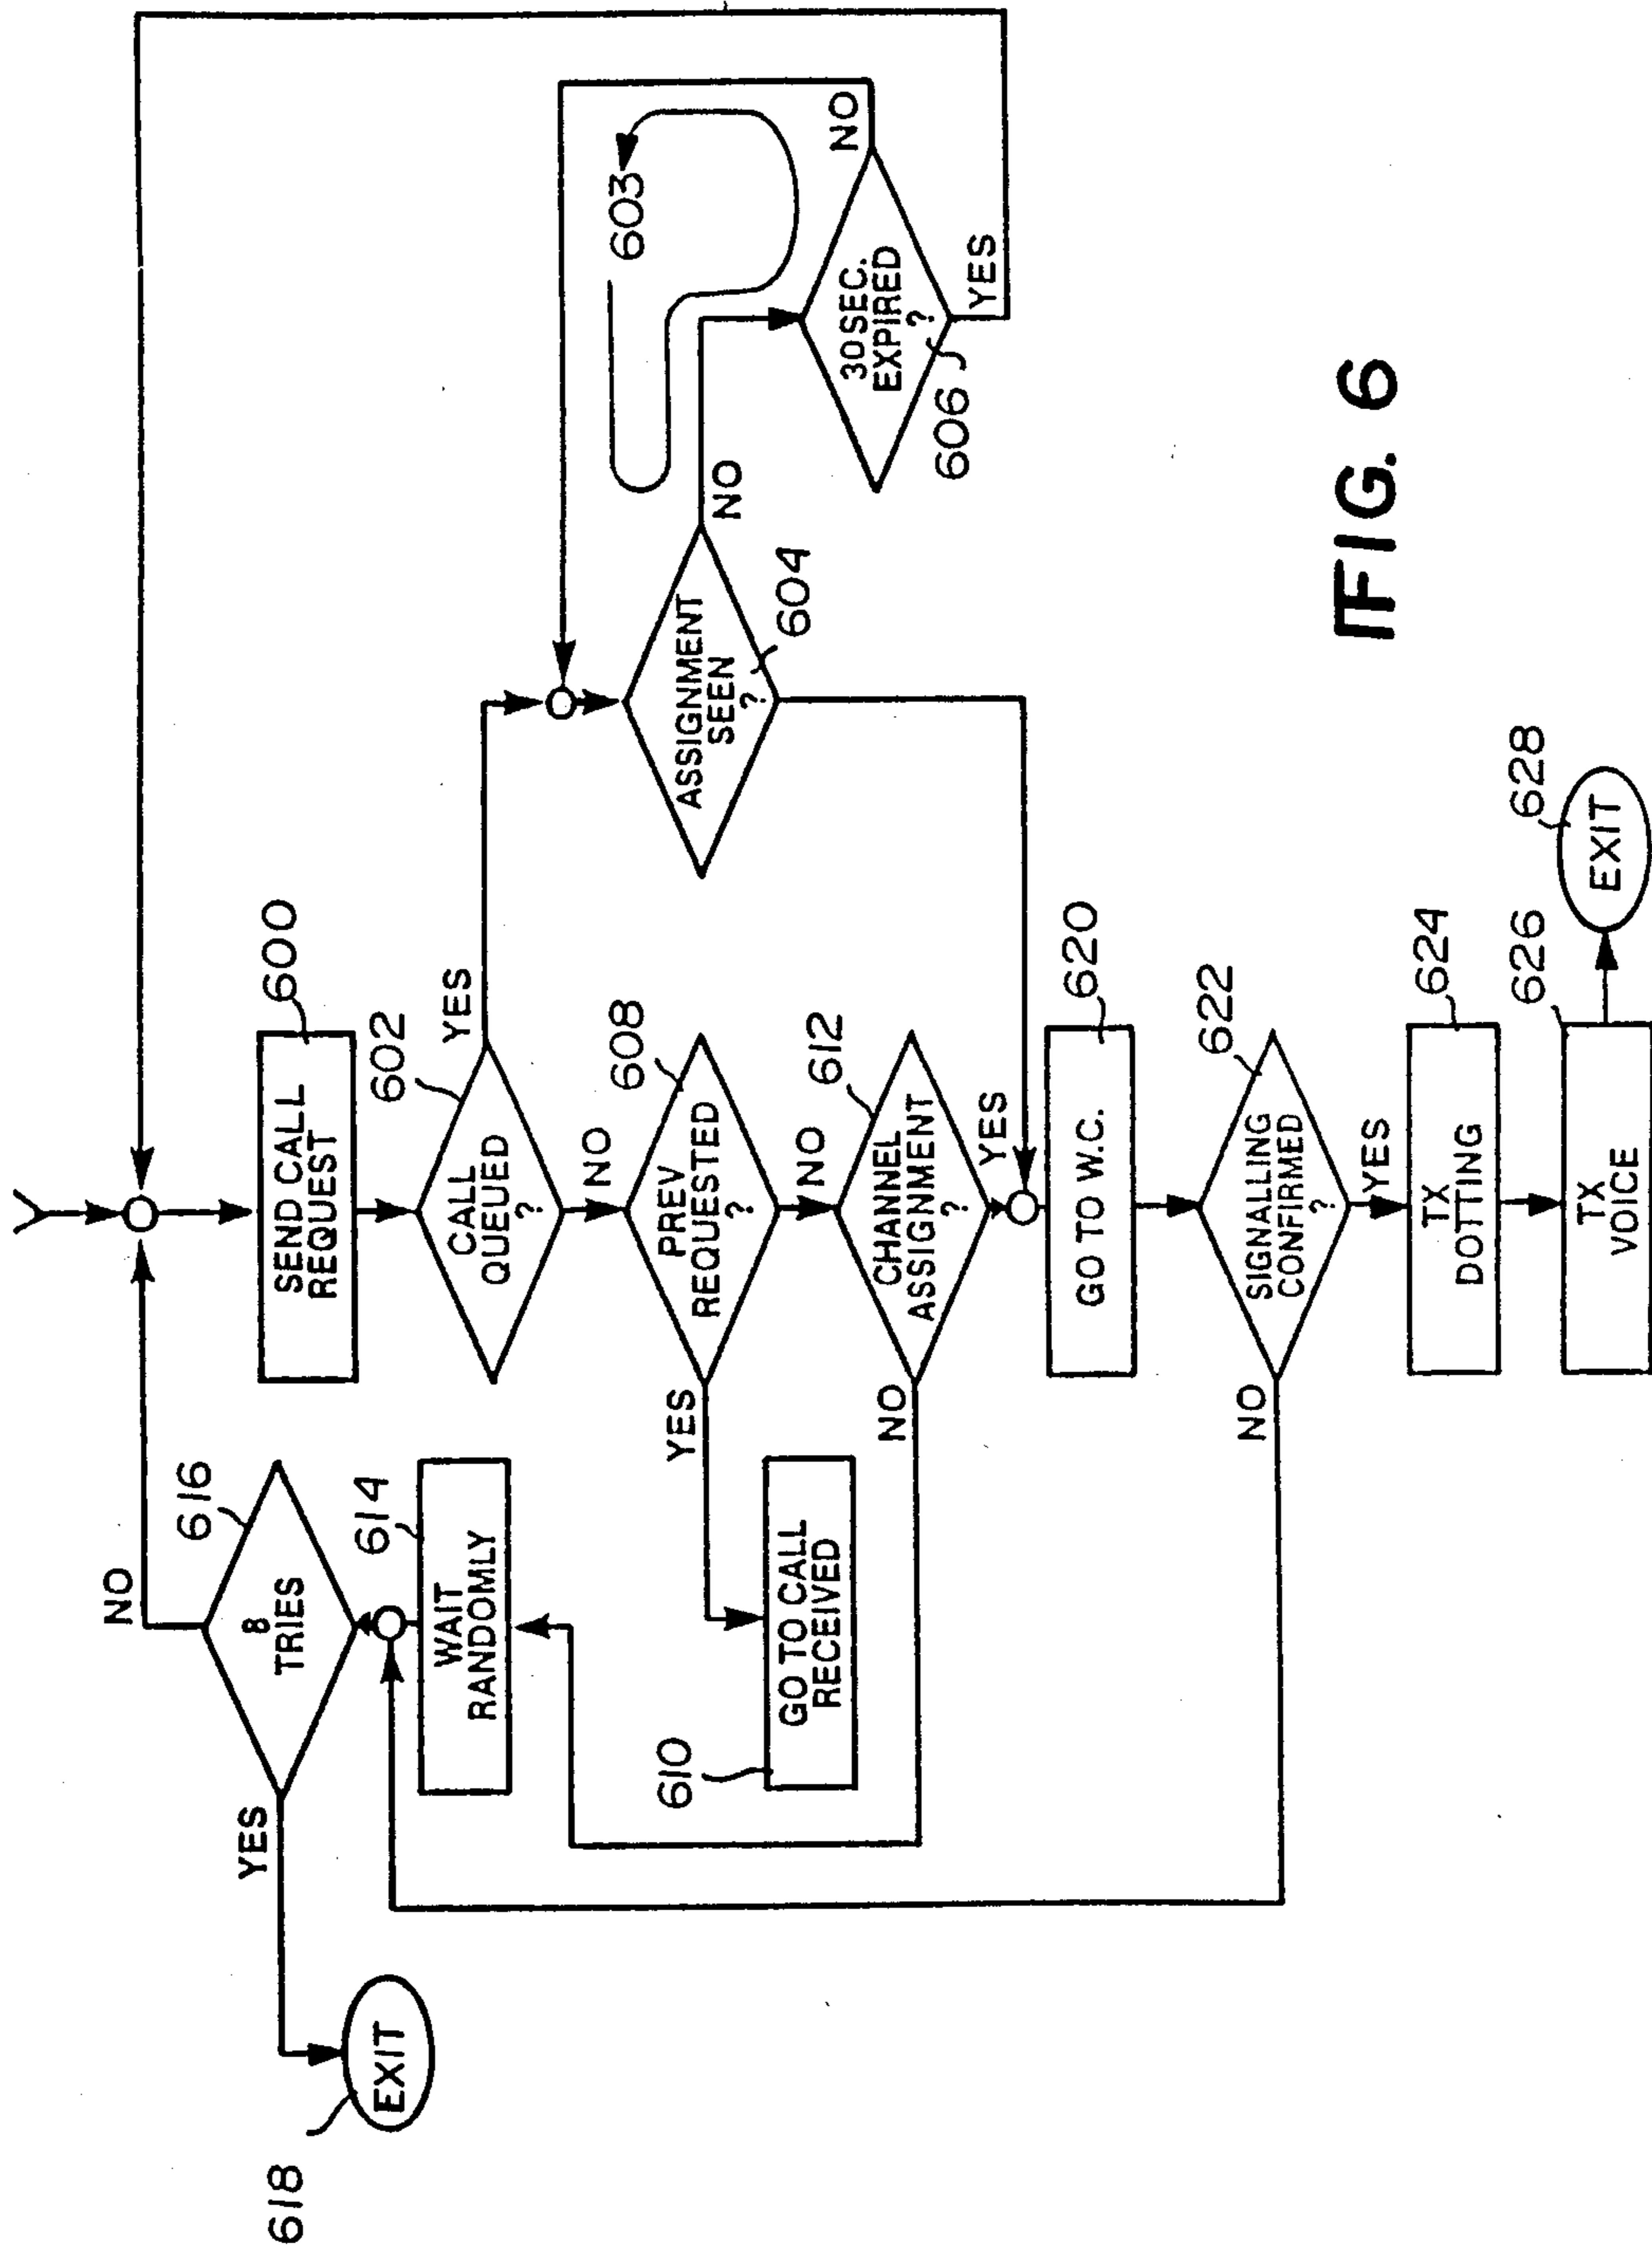 600
SEND CALL
REQUEST
602
CALL
QUEUED
?
YES
NO
603
ASSIGNMENT
SEEN
?
604
NO
30 SEC.
EXPIRED
?
606
NO
YES
608
PREV
REQUESTED
?
YES
NO
610
GO TO CALL
RECEIVED
612
CHANNEL
ASSIGNMENT
?
NO
YES
614
WAIT
RANDOMLY
616
8
TRIES
NO
YES
618
EXIT
620
GO TO W.C.
622
SIGNALLING
CONFIRMED
?
NO
YES
624
TX
DOTTING
626
TX
VOICE
628
EXIT
FIG. 6